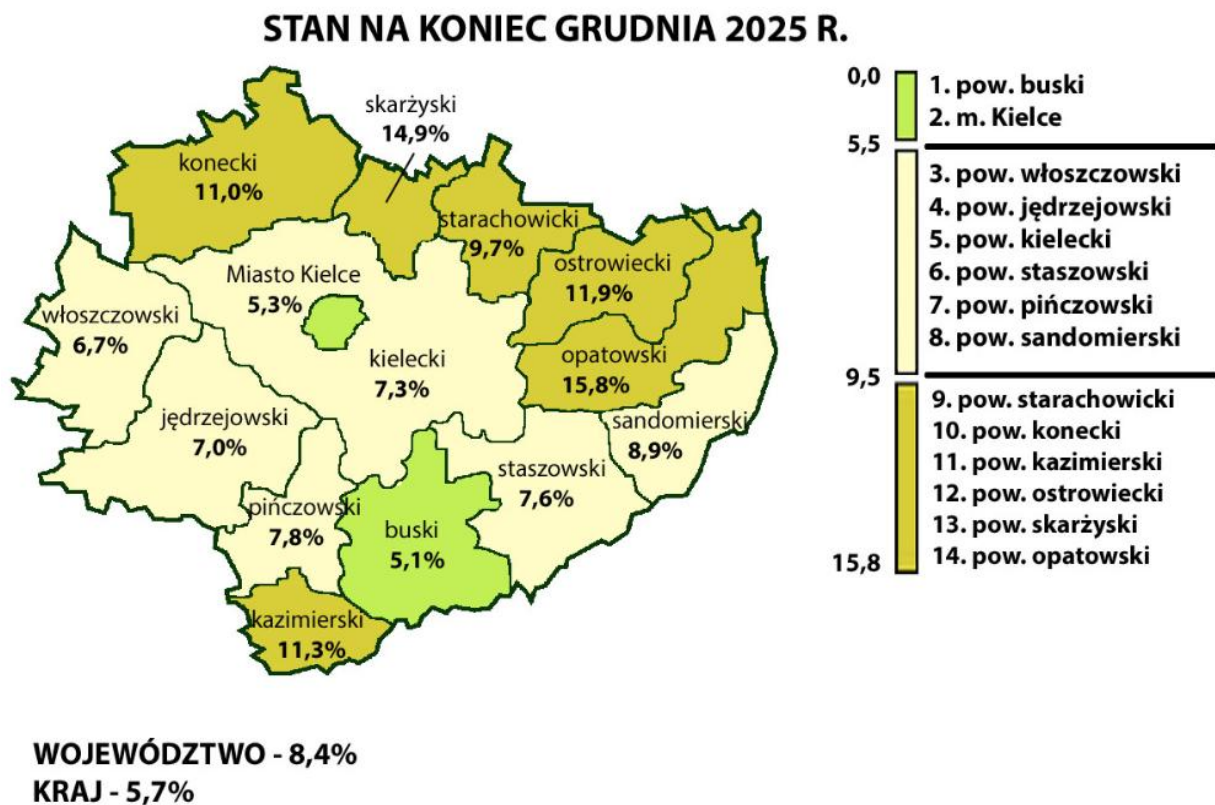 STAN NA KONIEC GRUDNIA 2025 R.
skarżyski
14,9%
konecki
11,0%
starachowicki
9,7%
ostrowiecki
11,9%
Miasto Kielce
5,3%
włoszczowski
6,7%
kielecki
7,3%
opatowski
15,8%
jędrzejowski
7,0%
sandomierski
8,9%
staszowski
7,6%
pińczowski
7,8%
buski
5,1%
kazimierski
11,3%
0,0
5,5
9,5
15,8
1. pow. buski
2. m. Kielce
3. pow. włoszczowski
4. pow. jędrzejowski
5. pow. kielecki
6. pow. staszowski
7. pow. pińczowski
8. pow. sandomierski
9. pow. starachowicki
10. pow. konecki
11. pow. kazimierski
12. pow. ostrowiecki
13. pow. skarżyski
14. pow. opatowski
WOJEWÓDZTWO - 8,4%
KRAJ - 5,7%